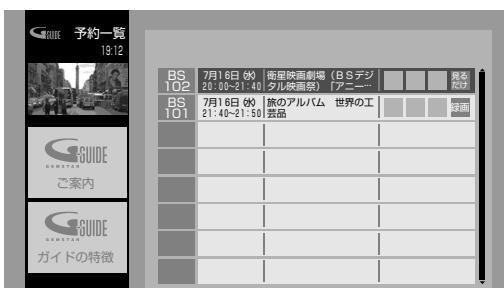 GGUIDE 予約一覧
19:12
G-GUIDE
GEMSTAR
ご案内
G-GUIDE
GEMSTAR
ガイドの特徴
BS
102
7月16日(水)
20:00~21:40
衛星映画劇場（BSデジ
タル映画祭）「アニー…
見る
だけ
BS
101
7月16日(水)
21:40~21:50
旅のアルバム　世界の工
芸品
録画